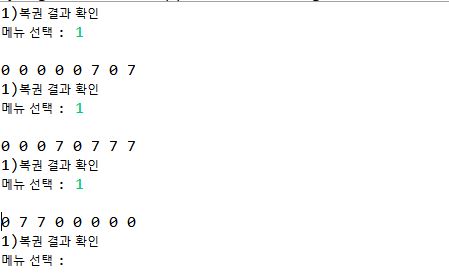 1)복권 결과 확인
메뉴 선택 : 1
0 0 0 0 0 7 0 7
1)복권 결과 확인
메뉴 선택 : 1
0 0 0 7 0 7 7 7
1)복권 결과 확인
메뉴 선택 : 1
0 7 7 0 0 0 0 0
1)복권 결과 확인
메뉴 선택 :